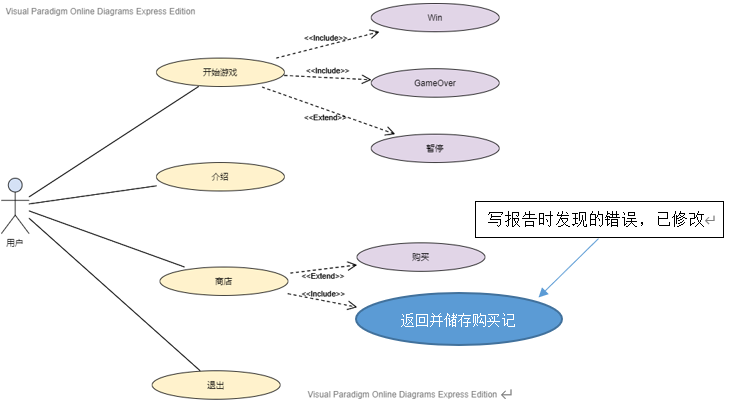 Visual Paradigm Online Diagrams Express Edition
Win
<<Include>>
开始游戏
<<Include>>
GameOver
<<Extend>>
暂停
介绍
用户
写报告时发现的错误，已修改↵
购买
<<Extend>>
商店
<<Include>>
返回并储存购买记
退出
Visual Paradigm Online Diagrams Express Edition ↵